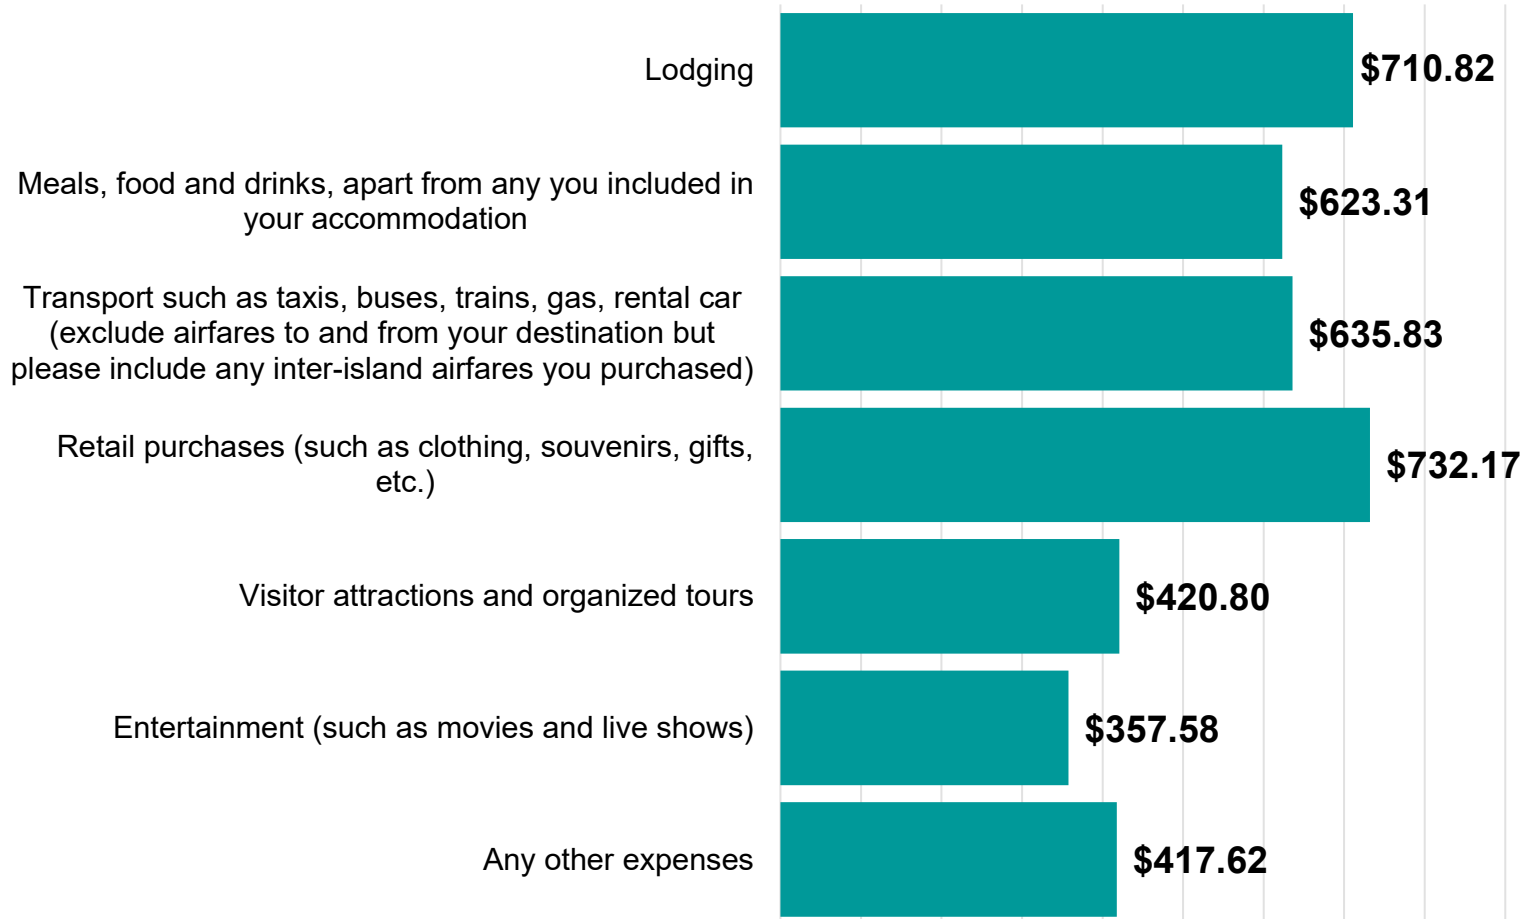 Lodging
$710.82
Meals, food and drinks, apart from any you included in
your accommodation
$623.31
Transport such as taxis, buses, trains, gas, rental car
(exclude airfares to and from your destination but
please include any inter-island airfares you purchased)
$635.83
Retail purchases (such as clothing, souvenirs, gifts,
etc.)
$732.17
Visitor attractions and organized tours
$420.80
Entertainment (such as movies and live shows)
$357.58
Any other expenses
$417.62